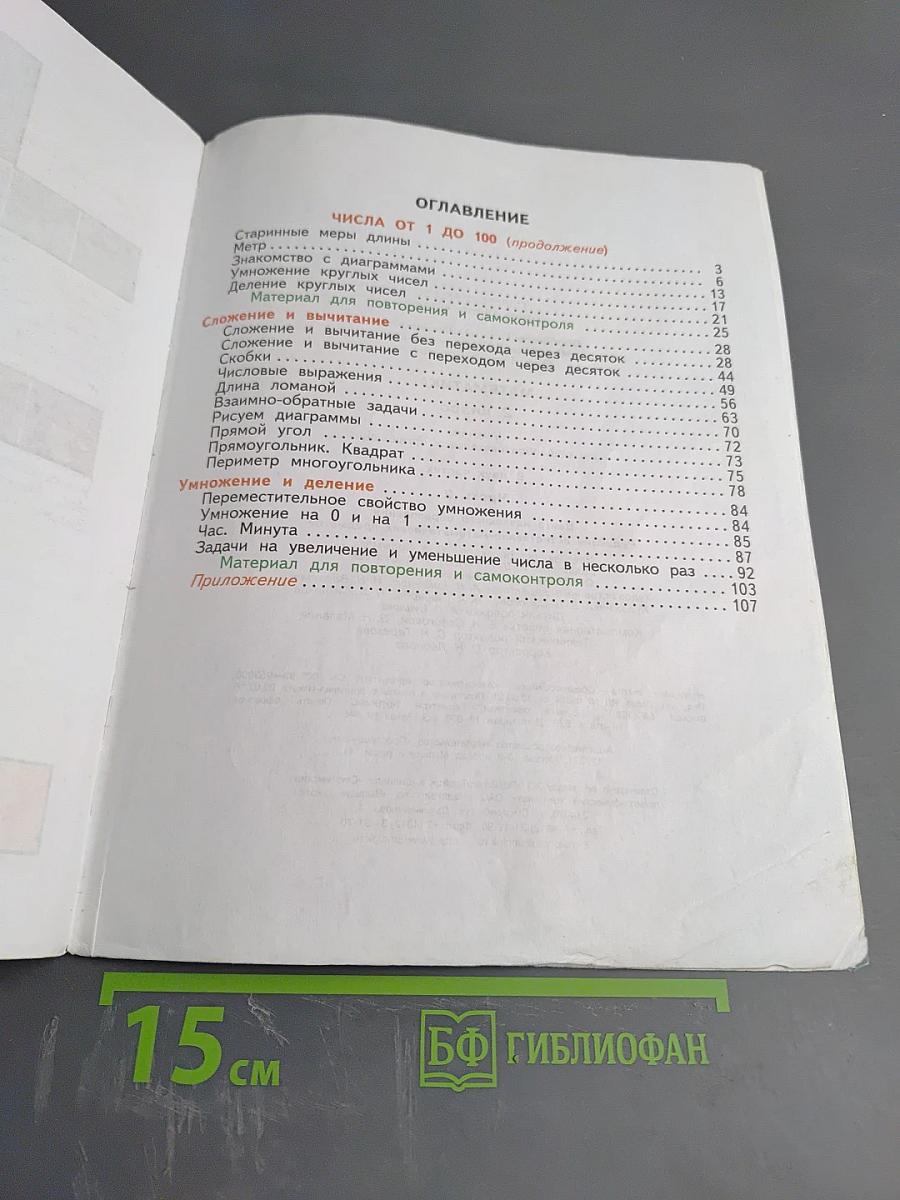 ОГЛАВЛЕНИЕ
ЧИСЛА ОТ 1 ДО 100 (продолжение)
Старинные меры длины 3
Метр 6
Знакомство с диаграммами 13
Умножение круглых чисел 17
Деление круглых чисел 21
Материал для повторения и самоконтроля 25
Сложение и вычитание 28
Сложение и вычитание без перехода через десяток 28
Сложение и вычитание с переходом через десяток 44
Скобки 49
Числовые выражения 56
Длина ломаной 63
Взаимно-обратные задачи 70
Рисуем диаграммы 72
Прямой угол 73
Прямоугольник. Квадрат 75
Периметр многоугольника 78
Умножение и деление 84
Переместительное свойство умножения 84
Умножение на 0 и на 1 85
Час. Минута 87
Задачи на увеличение и уменьшение числа в несколько раз 92
Материал для повторения и самоконтроля 103
Приложение 107
15 см
БФ ГИБЛИОФАН